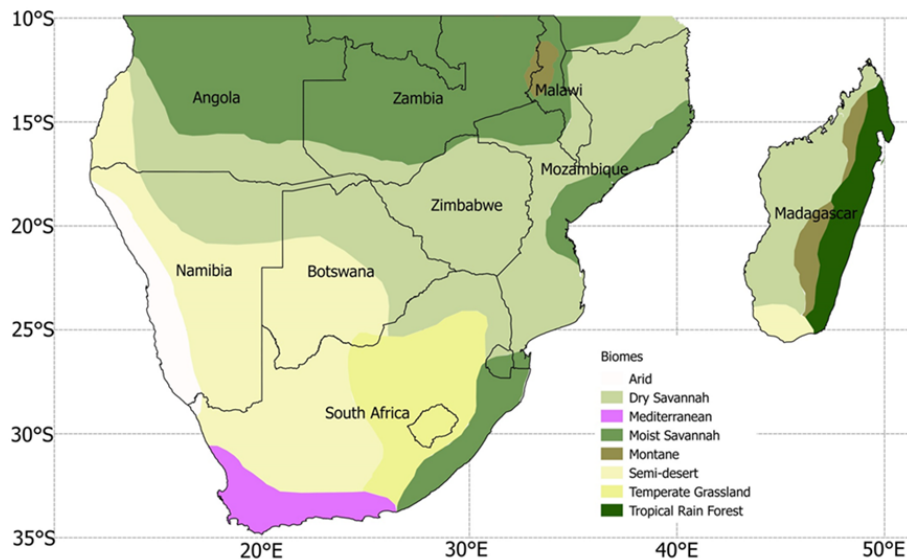 10°S
Angola
Zambia
Malawi
15°S
Mozambique
Zimbabwe
Madagascar
20°S
Namibia
Botswana
25°S
Biomes
Arid
Dry Savannah
Mediterranean
South Africa
30°S
Moist Savannah
Montane
Semi-desert
Temperate Grassland
Tropical Rain Forest
35°S
20°E
30°E
40°E
50°E